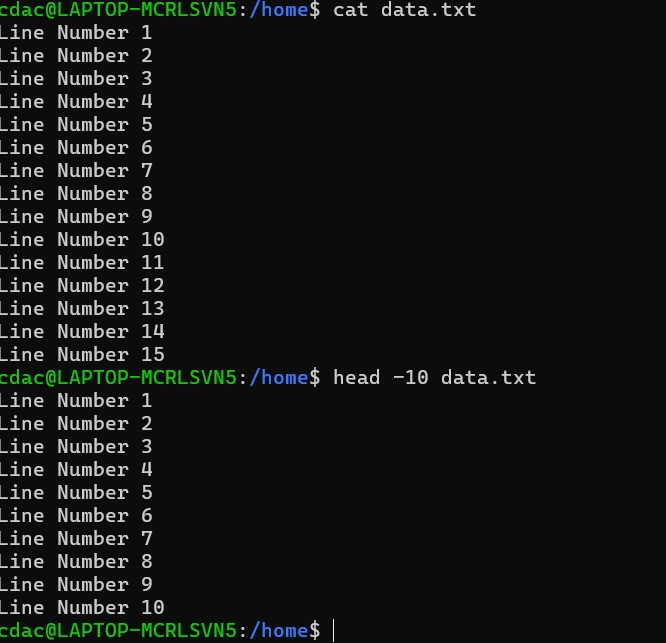 cdac@LAPTOP-MCRLSVN5:/home$ cat data.txt
Line Number 1
Line Number 2
Line Number 3
Line Number 4
Line Number 5
Line Number 6
Line Number 7
Line Number 8
Line Number 9
Line Number 10
Line Number 11
Line Number 12
Line Number 13
Line Number 14
Line Number 15
cdac@LAPTOP-MCRLSVN5:/home$ head -10 data.txt
Line Number 1
Line Number 2
Line Number 3
Line Number 4
Line Number 5
Line Number 6
Line Number 7
Line Number 8
Line Number 9
Line Number 10
cdac@LAPTOP-MCRLSVN5:/home$